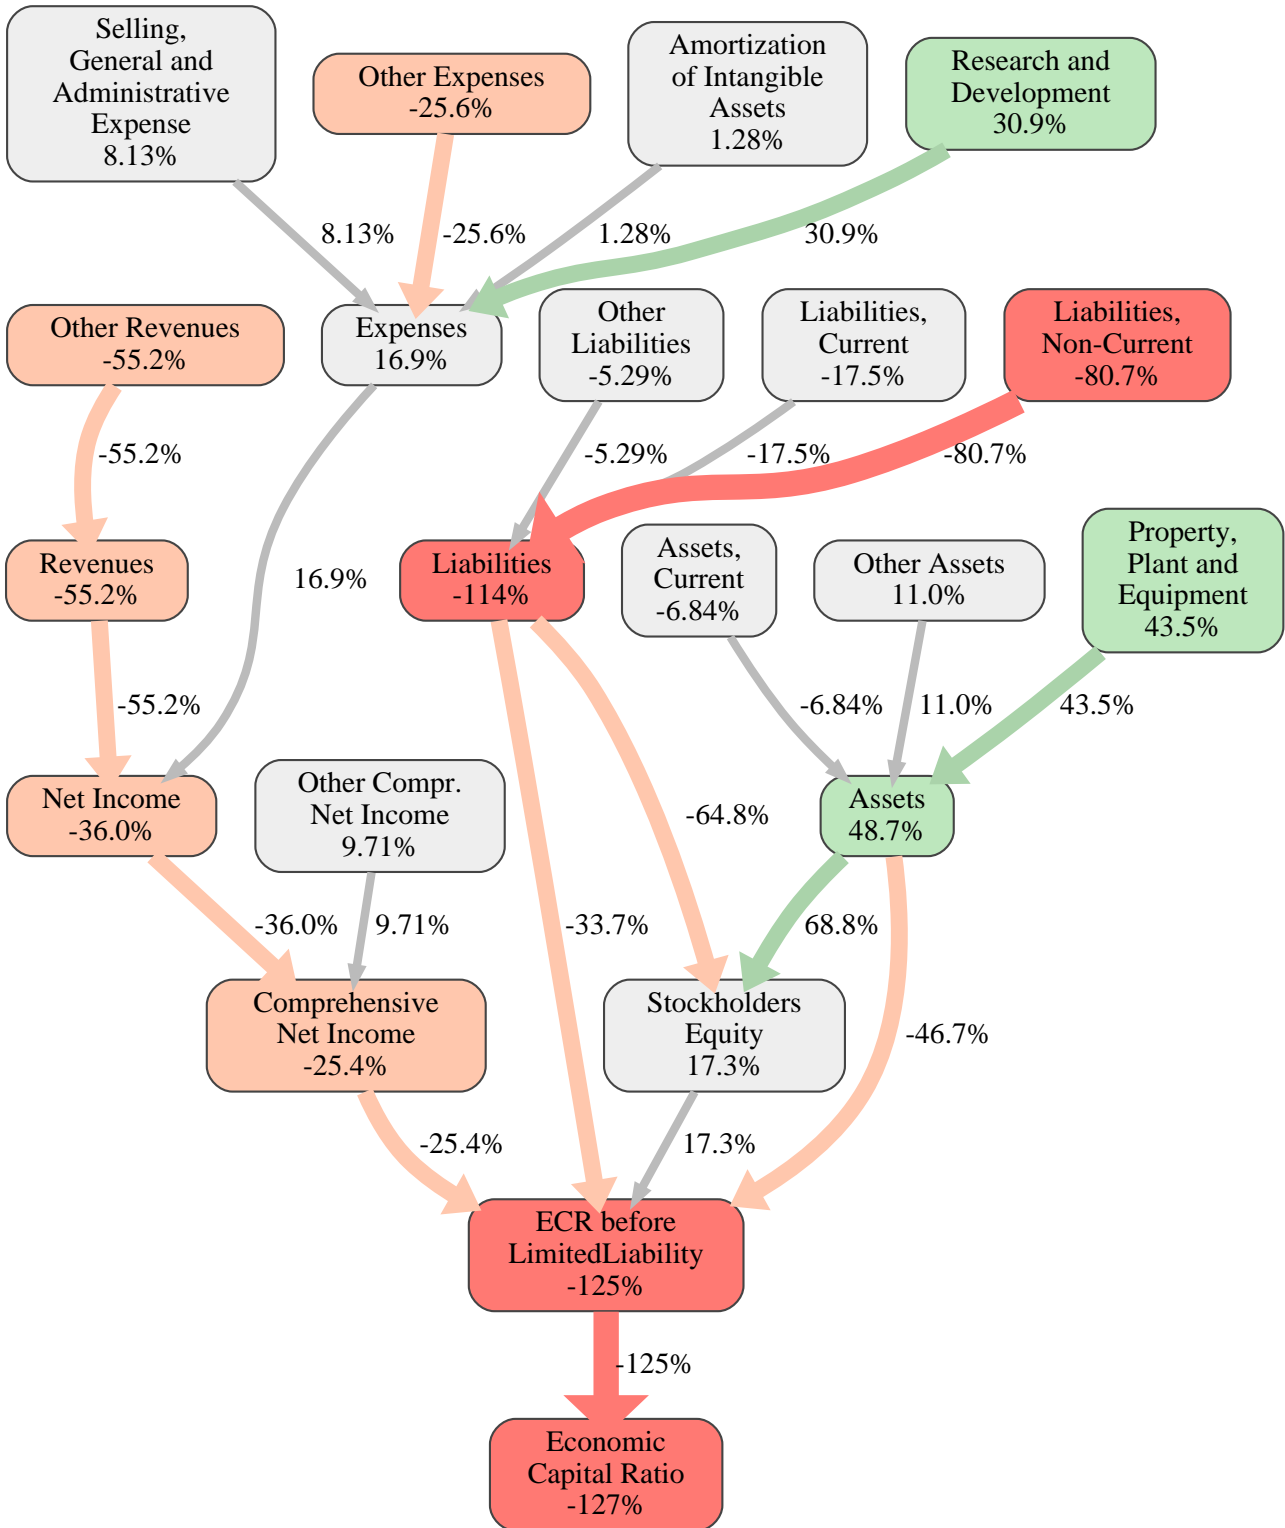 Selling,
General and
Administrative
Expense
8.13%
Other Expenses
-25.6%
Amortization
of Intangible
Assets
1.28%
Research and
Development
30.9%
8.13%
-25.6%
1.28%
30.9%
Other Revenues
-55.2%
Expenses
16.9%
Other
Liabilities
-5.29%
Liabilities,
Current
-17.5%
Liabilities,
Non-Current
-80.7%
-55.2%
-5.29%
-17.5%
-80.7%
Revenues
-55.2%
16.9%
Liabilities
-114%
Assets,
Current
-6.84%
Other Assets
11.0%
Property,
Plant and
Equipment
43.5%
-55.2%
-6.84%
11.0%
43.5%
Net Income
-36.0%
Other Compr.
Net Income
9.71%
-64.8%
Assets
48.7%
-36.0%
9.71%
-33.7%
68.8%
Comprehensive
Net Income
-25.4%
Stockholders
Equity
17.3%
-46.7%
-25.4%
17.3%
ECR before
LimitedLiability
-125%
-125%
Economic
Capital Ratio
-127%